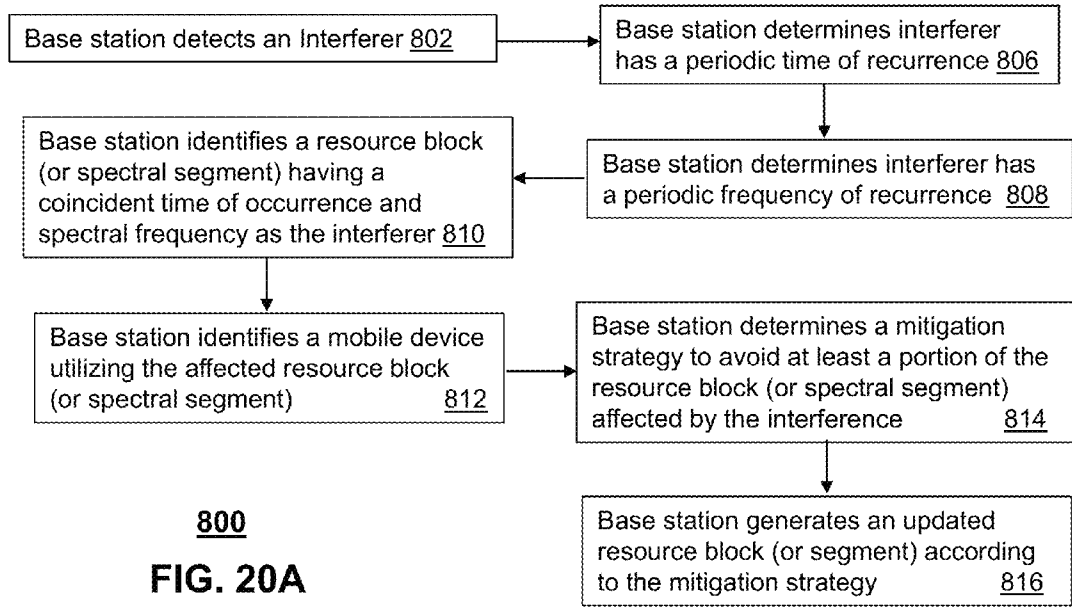 Base station detects an Interferer 802
Base station determines interferer
has a periodic time of recurrence 806
Base station determines interferer has
a periodic frequency of recurrence 808
Base station identifies a resource block
(or spectral segment) having a
coincident time of occurrence and
spectral frequency as the interferer 810
Base station identifies a mobile device
utilizing the affected resource block
(or spectral segment) 812
Base station determines a mitigation
strategy to avoid at least a portion of the
resource block (or spectral segment)
affected by the interference 814
Base station generates an updated
resource block (or segment) according
to the mitigation strategy 816
800
FIG. 20A